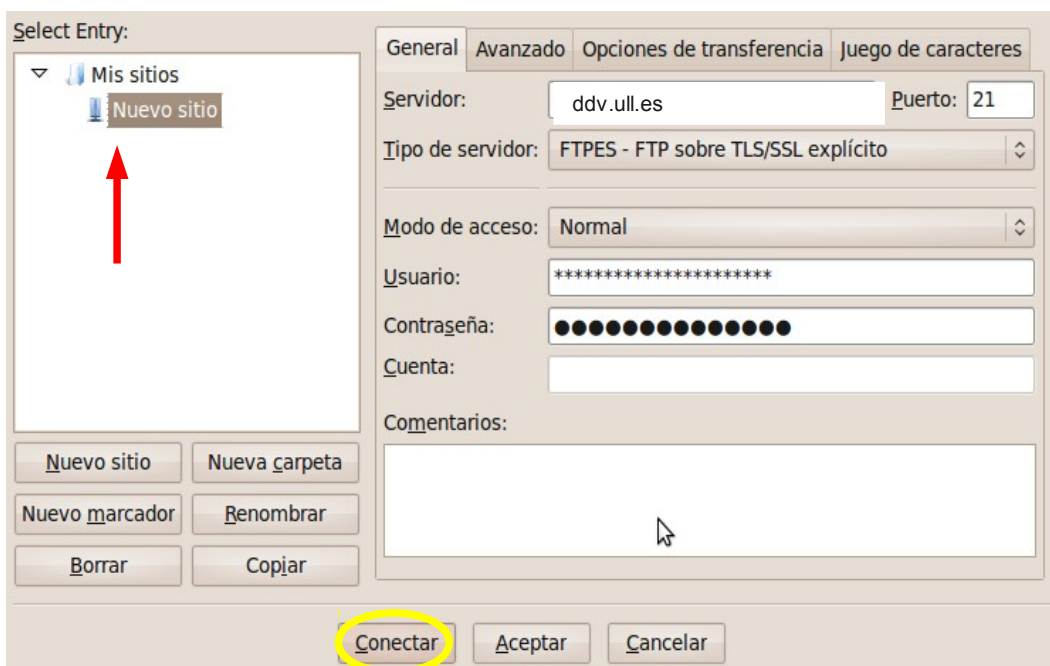 Select Entry:
Mis sitios
Nuevo sitio
Nuevo sitio
Nueva carpeta
Nuevo marcador
Renombrar
Borrar
Copiar
General Avanzado Opciones de transferencia Juego de caracteres
Servidor: ddv.ull.es Puerto: 21
Tipo de servidor: FTPES - FTP sobre TLS/SSL explícito
Modo de acceso: Normal
Usuario: **********************
Contraseña: ●●●●●●●●●●●●●●
Cuenta:
Comentarios:
Conectar Aceptar Cancelar